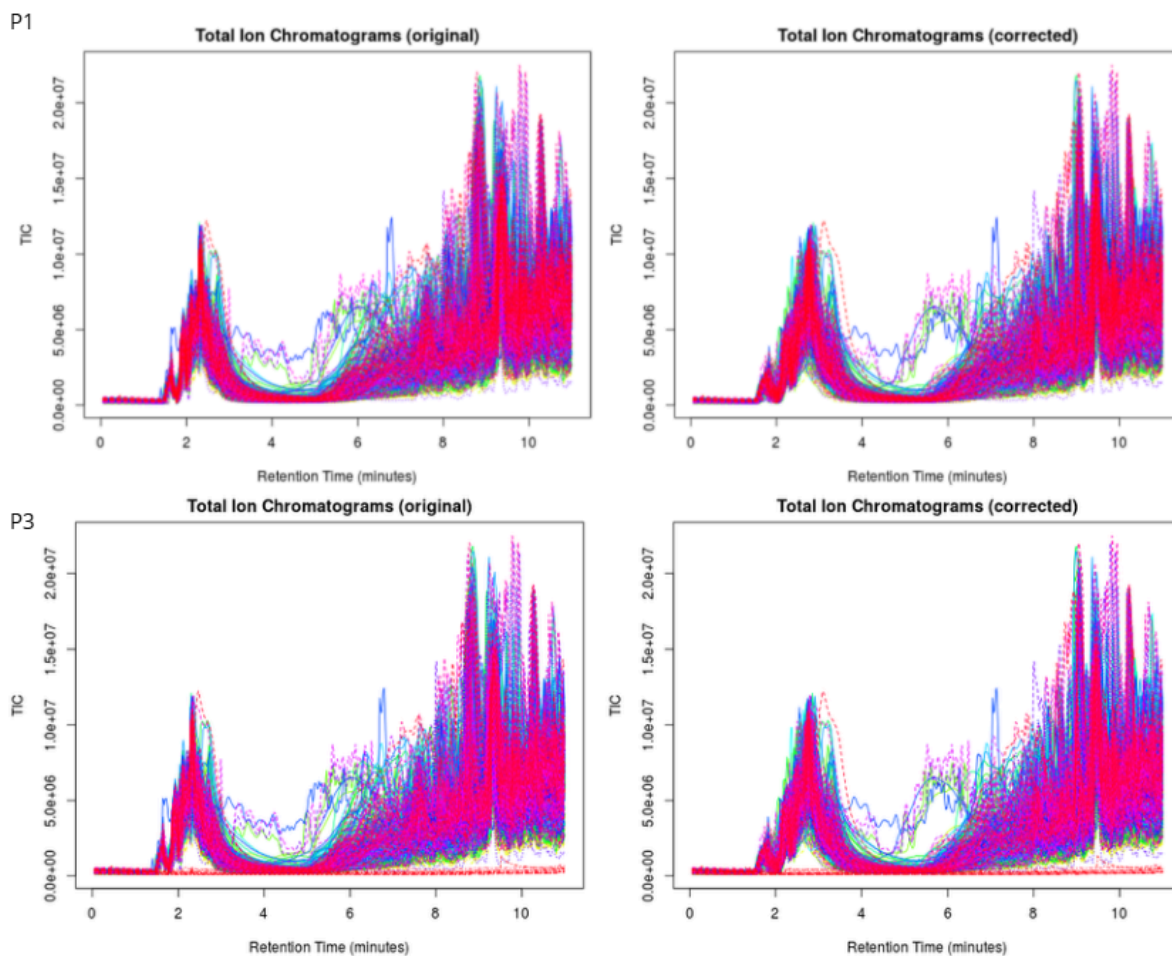 P1
Total Ion Chromatograms (original)
TIC
0.0e+00 5.0e+06 1.0e+07 1.5e+07 2.0e+07
0 2 4 6 8 10
Retention Time (minutes)
Total Ion Chromatograms (corrected)
TIC
0.0e+00 5.0e+06 1.0e+07 1.5e+07 2.0e+07
0 2 4 6 8 10
Retention Time (minutes)
P3
Total Ion Chromatograms (original)
TIC
0.0e+00 5.0e+06 1.0e+07 1.5e+07 2.0e+07
0 2 4 6 8 10
Retention Time (minutes)
Total Ion Chromatograms (corrected)
TIC
0.0e+00 5.0e+06 1.0e+07 1.5e+07 2.0e+07
0 2 4 6 8 10
Retention Time (minutes)